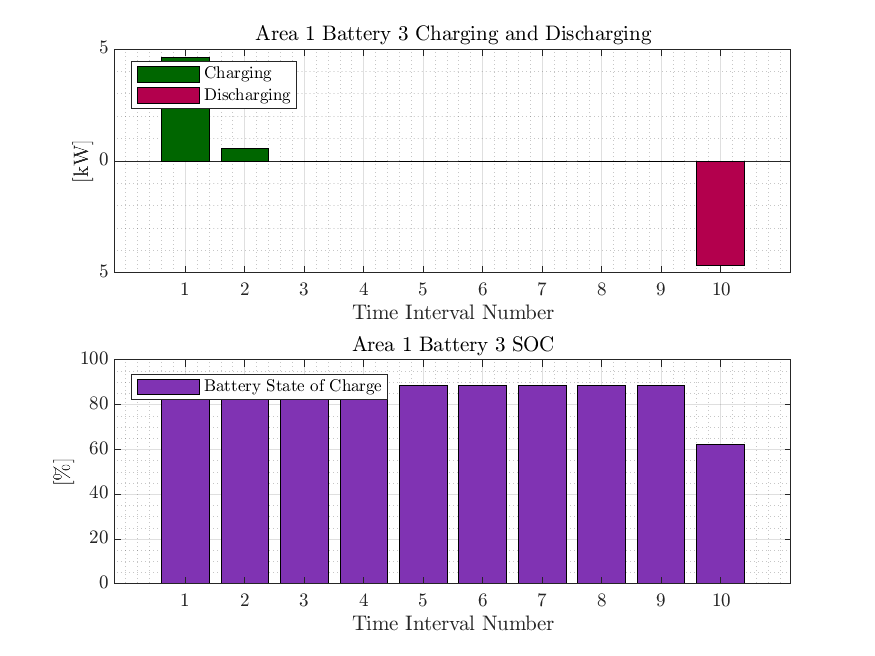 Area 1 Battery 3 Charging and Discharging
5
Charging
Discharging
0
[kW]
5
1 2 3 4 5 6 7 8 9 10
Time Interval Number
Area 1 Battery 3 SOC
100
Battery State of Charge
80
60
[%]
40
20
0
1 2 3 4 5 6 7 8 9 10
Time Interval Number